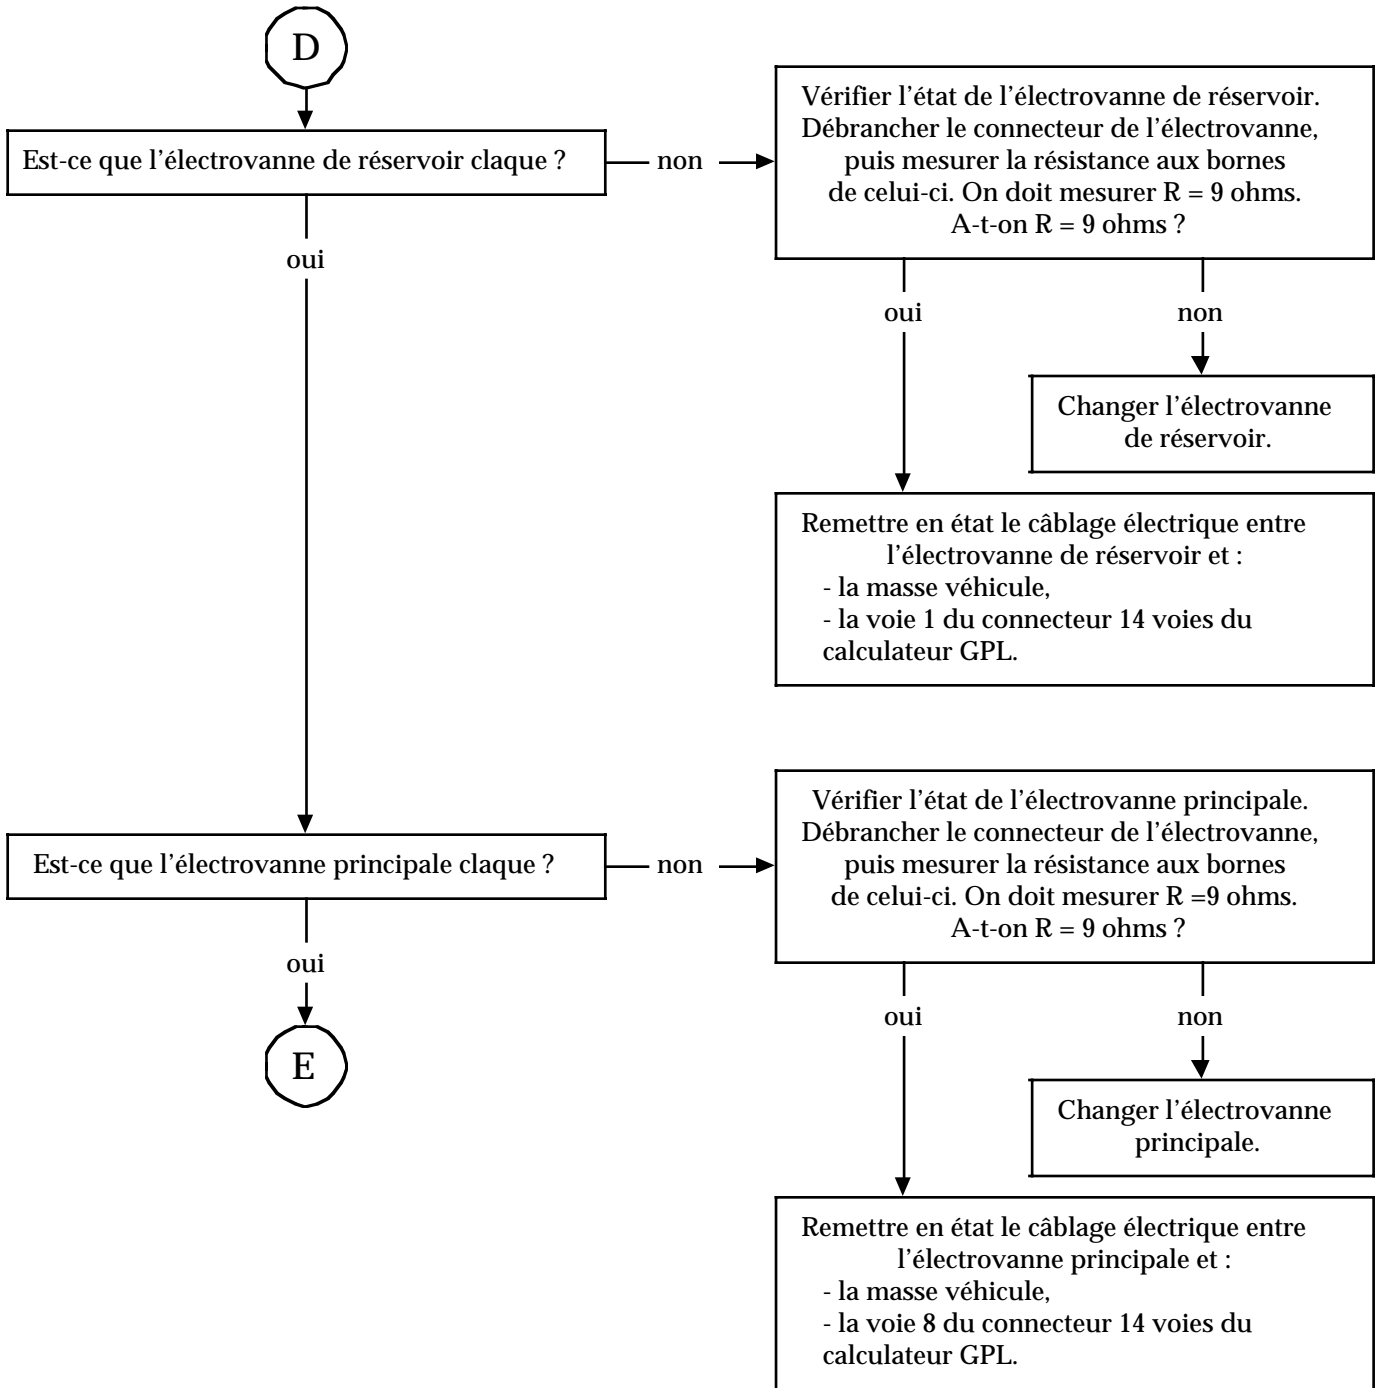 D
Est-ce que l'électrovanne de réservoir claque ?
non
Vérifier l'état de l'électrovanne de réservoir.
Débrancher le connecteur de l'électrovanne,
puis mesurer la résistance aux bornes
de celui-ci. On doit mesurer R = 9 ohms.
A-t-on R = 9 ohms ?
oui
oui
non
Changer l'électrovanne
de réservoir.
Remettre en état le câblage électrique entre
l'électrovanne de réservoir et :
- la masse véhicule,
- la voie 1 du connecteur 14 voies du
calculateur GPL.
Est-ce que l'électrovanne principale claque ?
non
Vérifier l'état de l'électrovanne principale.
Débrancher le connecteur de l'électrovanne,
puis mesurer la résistance aux bornes
de celui-ci. On doit mesurer R =9 ohms.
A-t-on R = 9 ohms ?
oui
E
oui
non
Changer l'électrovanne
principale.
Remettre en état le câblage électrique entre
l'électrovanne principale et :
- la masse véhicule,
- la voie 8 du connecteur 14 voies du
calculateur GPL.